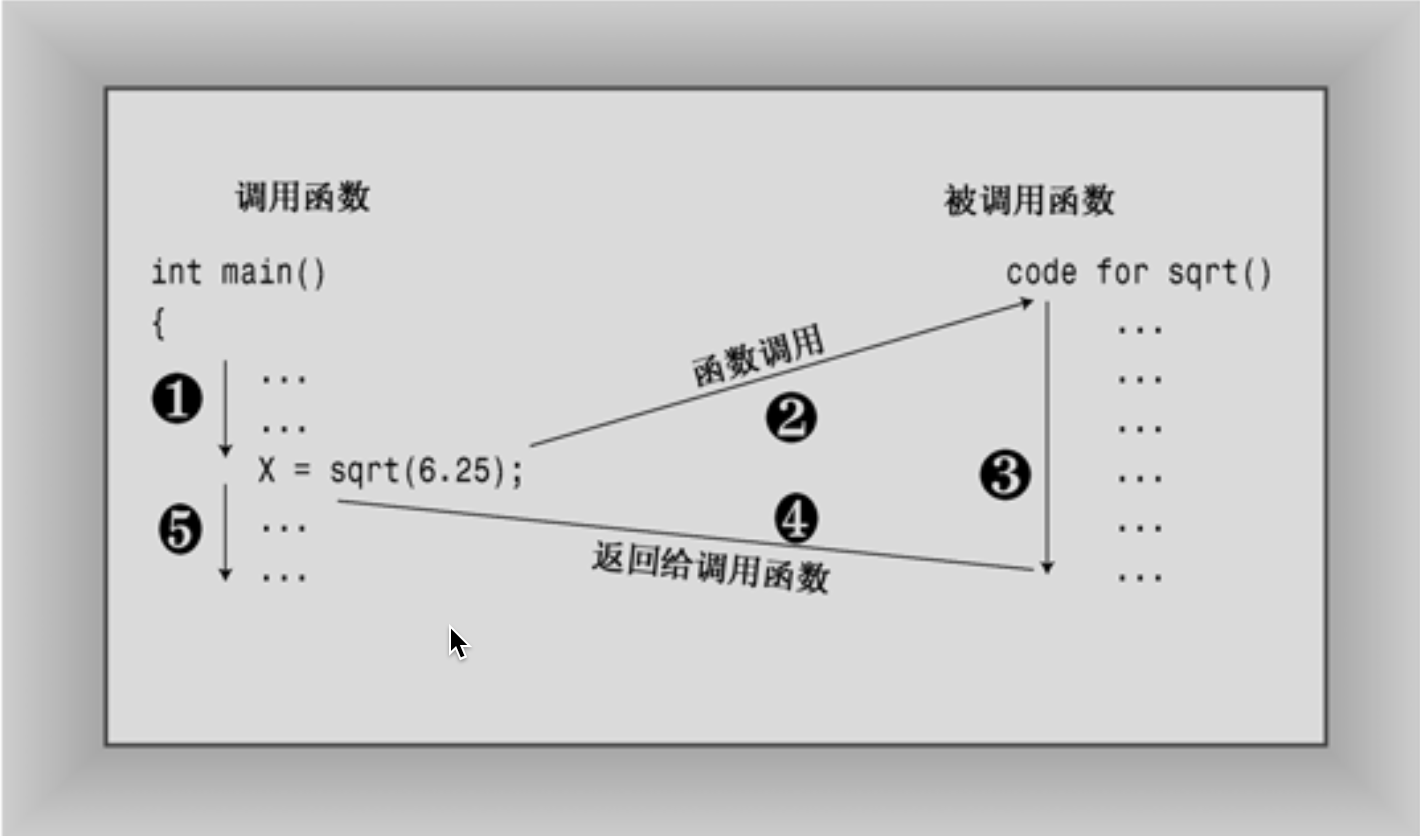 调用函数
被调用函数
int main()
code for sqrt()
{
...
...
...
函数调用
❶
...
...
❷
...
...
X = sqrt(6.25);
❸
...
❹
❺
...
...
返回给调用函数
...
...